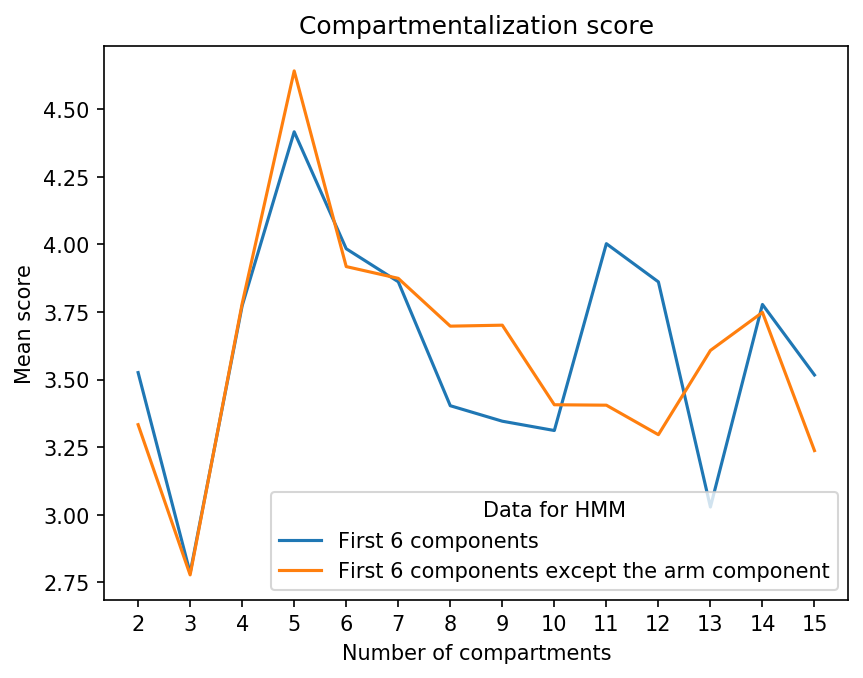 Compartmentalization score
4.50
4.25
4.00
3.75
3.50
3.25
3.00
2.75
Mean score
Data for HMM
First 6 components
First 6 components except the arm component
2 3 4 5 6 7 8 9 10 11 12 13 14 15
Number of compartments